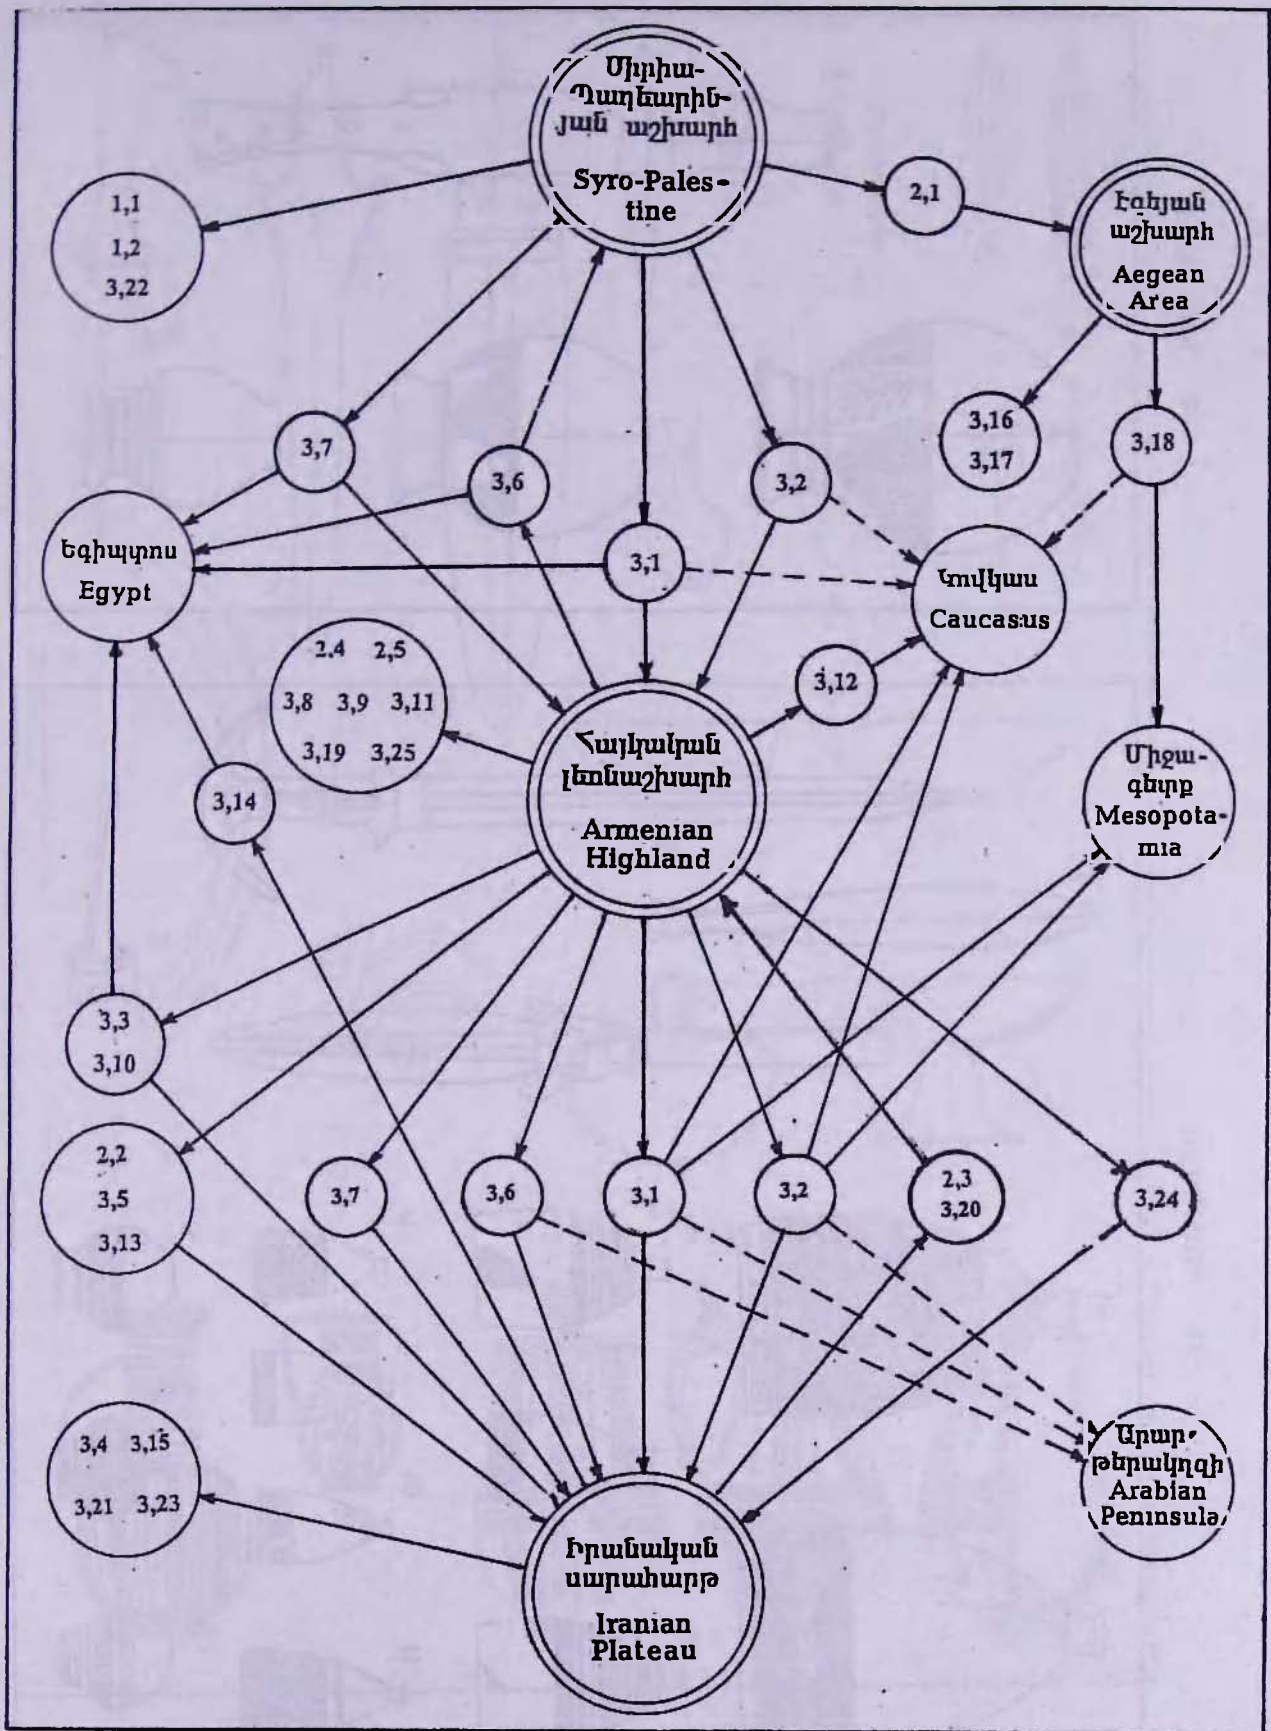 Սիրիա-
Պաղեստին-
յան աշխարհ
Syro-Pales-
tine
1,1
1,2
3,22
2,1
Էգեյան
աշխարհ
Aegean
Area
3,7
3,6
3,1
3,2
3,16
3,17
3,18
Եգիպտոս
Egypt
Կովկաս
Caucasus
2.4 2,5
3,8 3,9 3,11
3,19 3,25
3,12
Հայկական
լեռնաշխարհ
Armenian
Highland
3,14
Միջա-
գետք
Mesopota-
mia
3,3
3,10
2,2
3,5
3,13
3,7
3,6
3,1
3,2
2,3
3,20
3,24
3,4 3,15
3,21 3,23
Իրանական
սարահարթ
Iranian
Plateau
Արաբ.
թերակղզի
Arabian
Peninsula